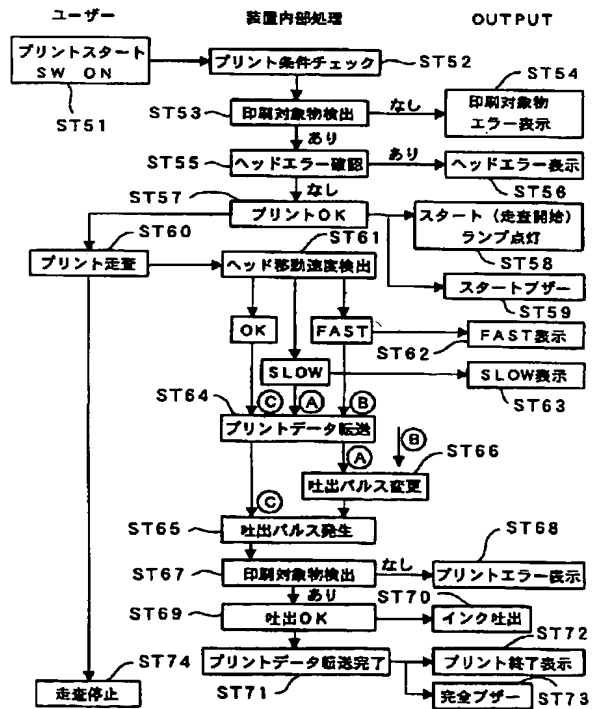 ユーザー 装置内部処理 OUTPUT
プリントスタート
SW ON
ST51
プリント条件チェック
ST52
ST53
印刷対象物検出
なし
ST54
印刷対象物
エラー表示
あり
ST55
ヘッドエラー確認
あり
ヘッドエラー表示
ST56
なし
ST57
プリントOK
スタート(走査開始)
ランプ点灯
ST58
ST60
ST61
プリント走査
ヘッド移動速度検出
スタートブザー
ST59
OK
FAST
FAST表示
ST62
SLOW
SLOW表示
ST63
ST64
Ⓒ Ⓐ Ⓑ
プリントデータ転送
Ⓐ
Ⓑ
ST66
吐出パルス変更
Ⓒ
ST65
吐出パルス発生
ST67
印刷対象物検出
なし
ST68
プリントエラー表示
あり
ST69
吐出OK
ST70
インク吐出
プリントデータ転送完了
ST71
ST72
プリント終了表示
ST74
走査停止
完全ブザー
ST73